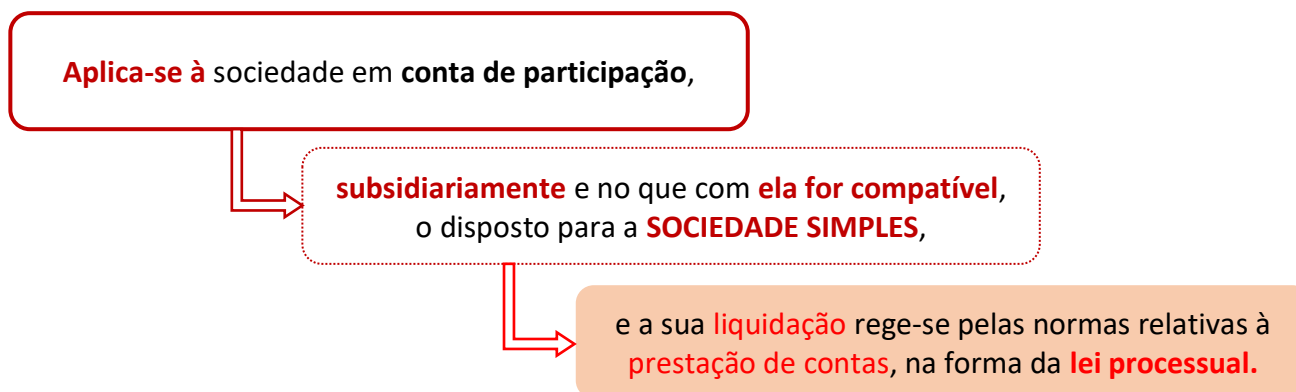 Aplica-se à sociedade em conta de participação,
subsidiariamente e no que com ela for compatível,
o disposto para a SOCIEDADE SIMPLES,
e a sua liquidação rege-se pelas normas relativas à
prestação de contas, na forma da lei processual.